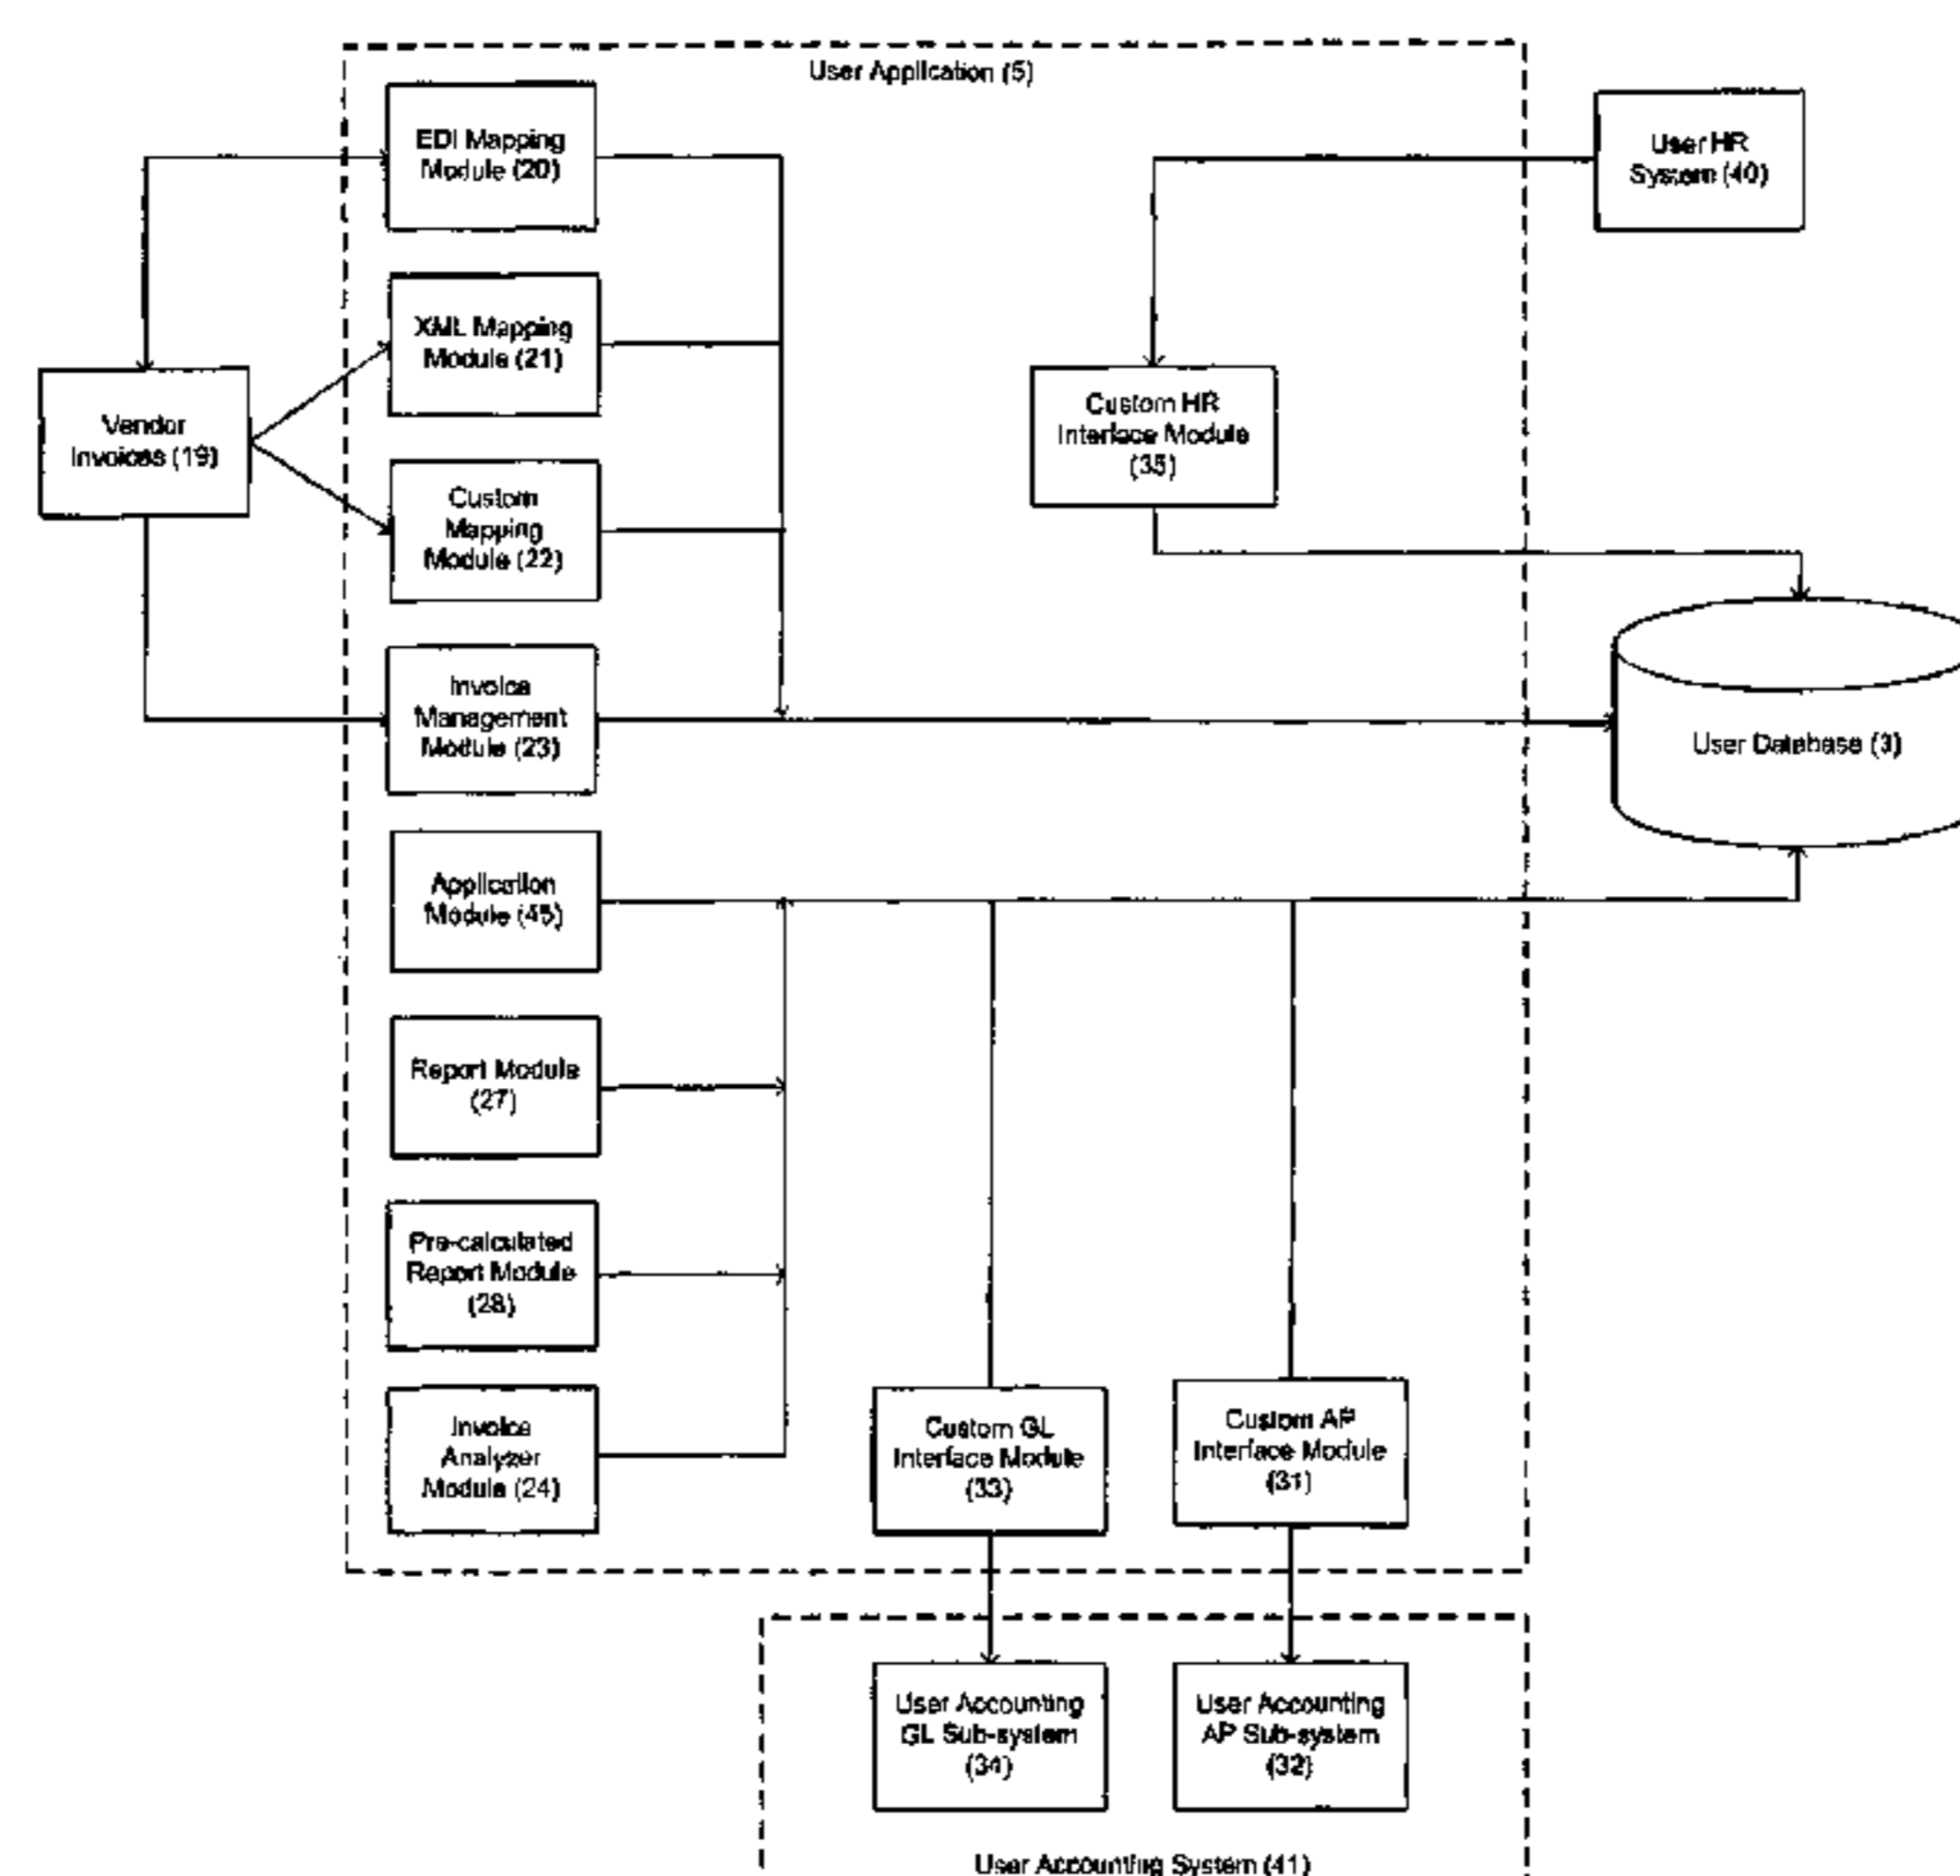 User Application (5)
EDI Mapping
Module (20)
User HR
System (40)
XML Mapping
Module (21)
Vendor
Invoices (19)
Custom HR
Interface Module
(35)
Custom
Mapping
Module (22)
Invoice
Management
Module (23)
User Database (3)
Application
Module (45)
Report Module
(27)
Pre-calculated
Report Module
(28)
Invoice
Analyzer
Module (24)
Custom GL
Interface Module
(33)
Custom AP
Interface Module
(31)
User Accounting
GL Sub-system
(34)
User Accounting
AP Sub-system
(32)
User Accounting System (41)